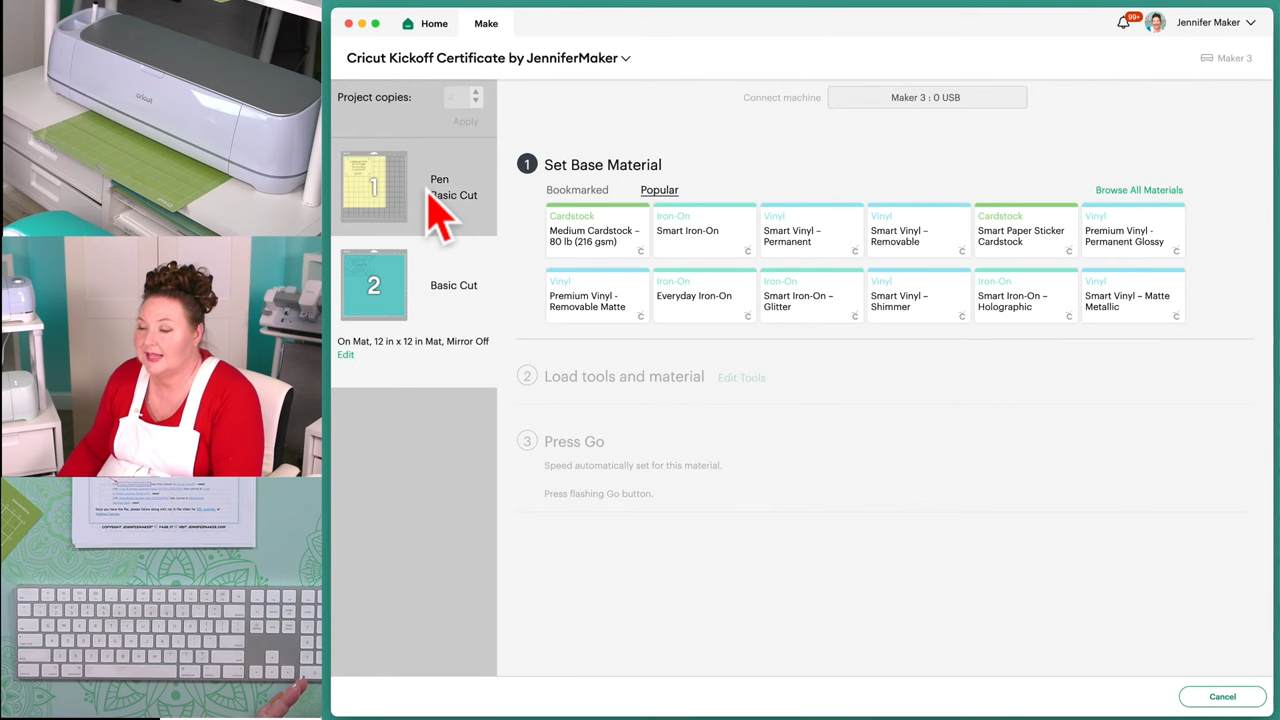 Home
Make
99+
Jennifer Maker
Cricut Kickoff Certificate by JenniferMaker
Maker 3
Project copies:
Apply
Connect machine
Maker 3 : 0 USB
1
Pen
Basic Cut
2
Basic Cut
On Mat, 12 in x 12 in Mat, Mirror Off
Edit
1 Set Base Material
Bookmarked
Popular
Browse All Materials
Cardstock
Medium Cardstock –
80 lb (216 gsm)
Iron-On
Smart Iron-On
Vinyl
Smart Vinyl –
Permanent
Vinyl
Smart Vinyl –
Removable
Cardstock
Smart Paper Sticker
Cardstock
Vinyl
Premium Vinyl -
Permanent Glossy
Vinyl
Premium Vinyl -
Removable Matte
Iron-On
Everyday Iron-On
Iron-On
Smart Iron-On –
Glitter
Vinyl
Smart Vinyl –
Shimmer
Iron-On
Smart Iron-On –
Holographic
Vinyl
Smart Vinyl – Matte
Metallic
2 Load tools and material
Edit Tools
3 Press Go
Speed automatically set for this material.
Press flashing Go button.
Cancel
cricut
COPYRIGHT JENNIFERMAKER
VISIT JENNIFERMAKER.COM